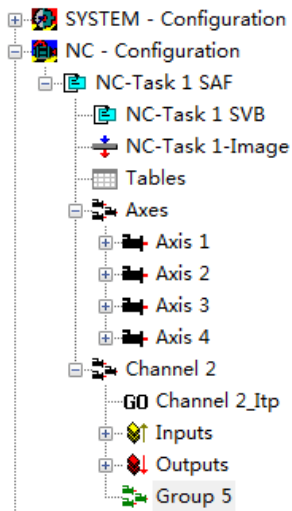 SYSTEM - Configuration
NC - Configuration
NC-Task 1 SAF
NC-Task 1 SVB
NC-Task 1-Image
Tables
Axes
Axis 1
Axis 2
Axis 3
Axis 4
Channel 2
GO Channel 2_Itp
Inputs
Outputs
Group 5